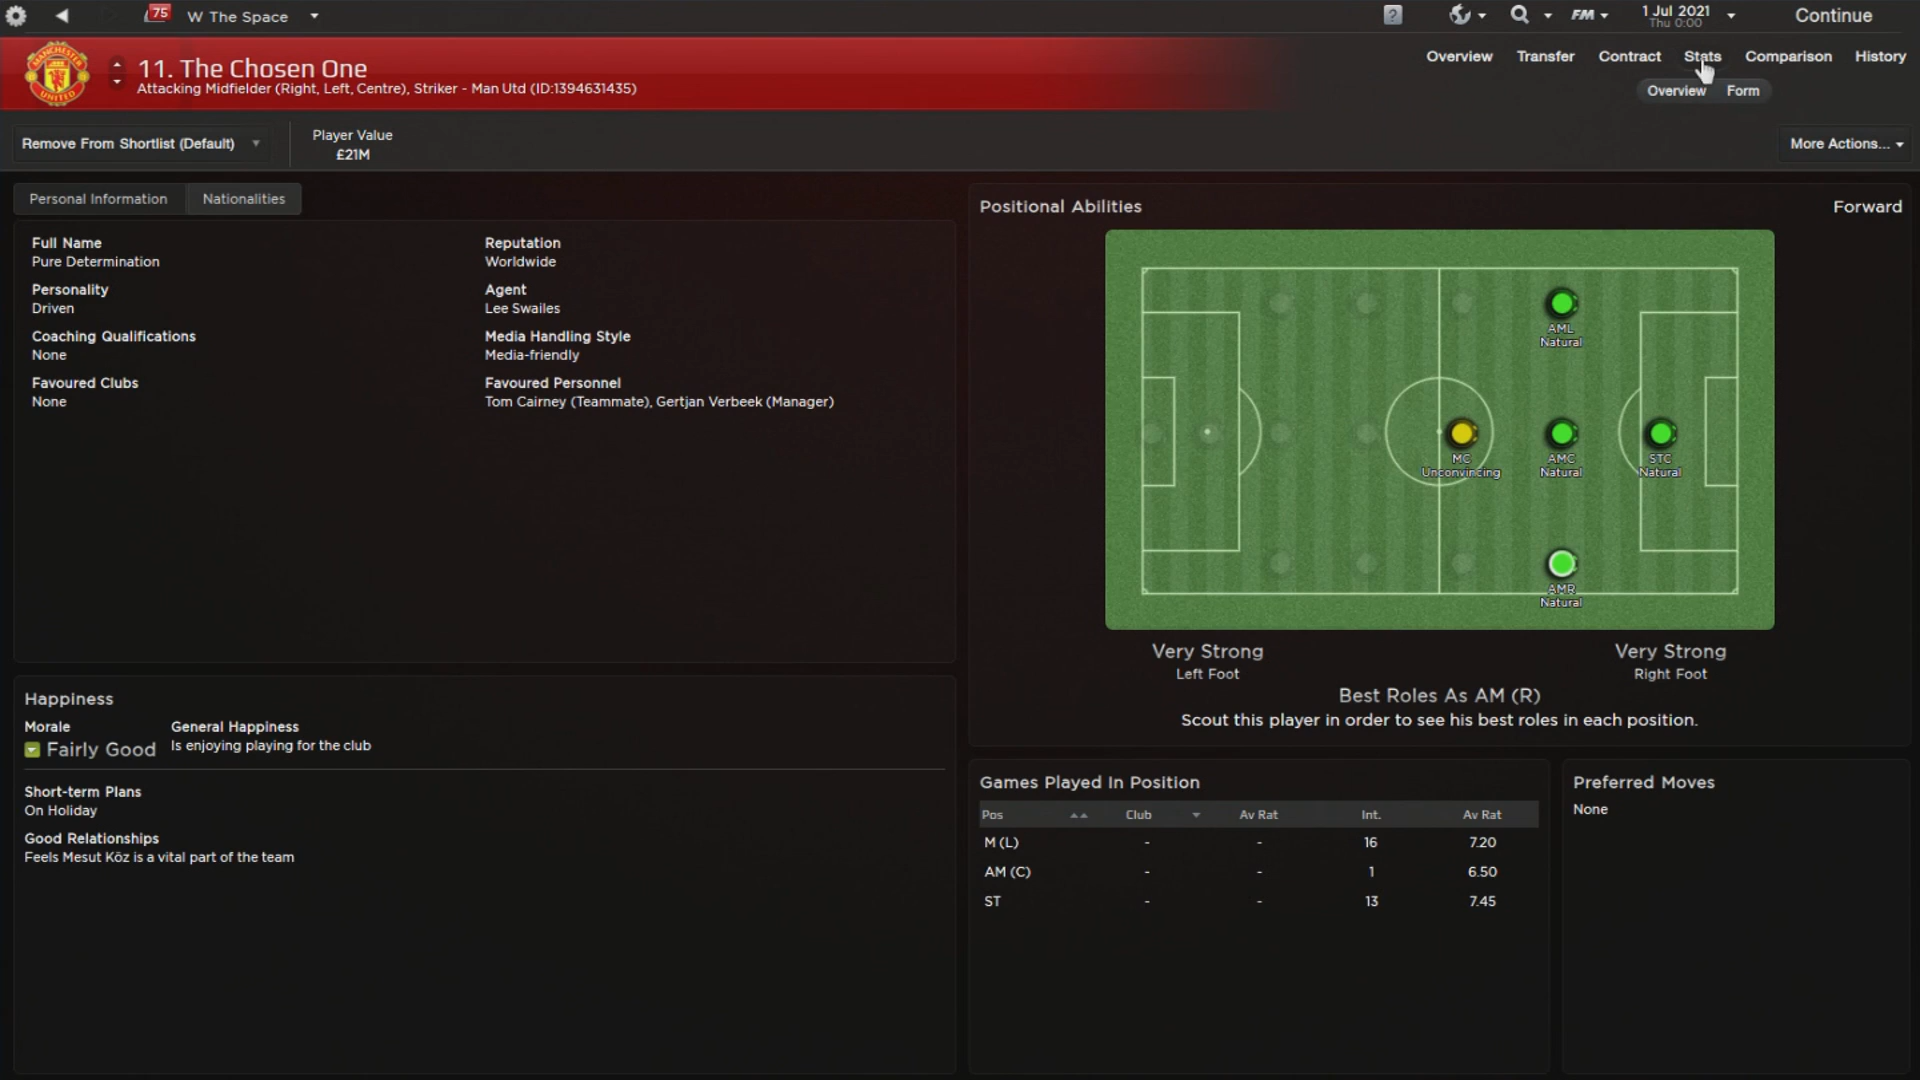 75 W The Space
? FM 1 Jul 2021 Continue
Thu 0:00
11. The Chosen One
Attacking Midfielder (Right, Left, Centre), Striker - Man Utd (ID:1394631435)
Overview Transfer Contract Stats Comparison History
Overview Form
MANCHESTER
UNITED
Remove From Shortlist (Default)
Player Value
£21M
More Actions...
Personal Information Nationalities
Full Name
Pure Determination
Personality
Driven
Coaching Qualifications
None
Favoured Clubs
None
Reputation
Worldwide
Agent
Lee Swailes
Media Handling Style
Media-friendly
Favoured Personnel
Tom Cairney (Teammate), Gertjan Verbeek (Manager)
Happiness
Morale
Fairly Good
General Happiness
Is enjoying playing for the club
Short-term Plans
On Holiday
Good Relationships
Feels Mesut Köz is a vital part of the team
Positional Abilities Forward
AML
Natural
MC
Unconvincing
AMC
Natural
STC
Natural
AMR
Natural
Very Strong
Left Foot
Very Strong
Right Foot
Best Roles As AM (R)
Scout this player in order to see his best roles in each position.
Games Played In Position
Pos Club Av Rat Int. Av Rat
M (L) - - 16 7.20
AM (C) - - 1 6.50
ST - - 13 7.45
Preferred Moves
None